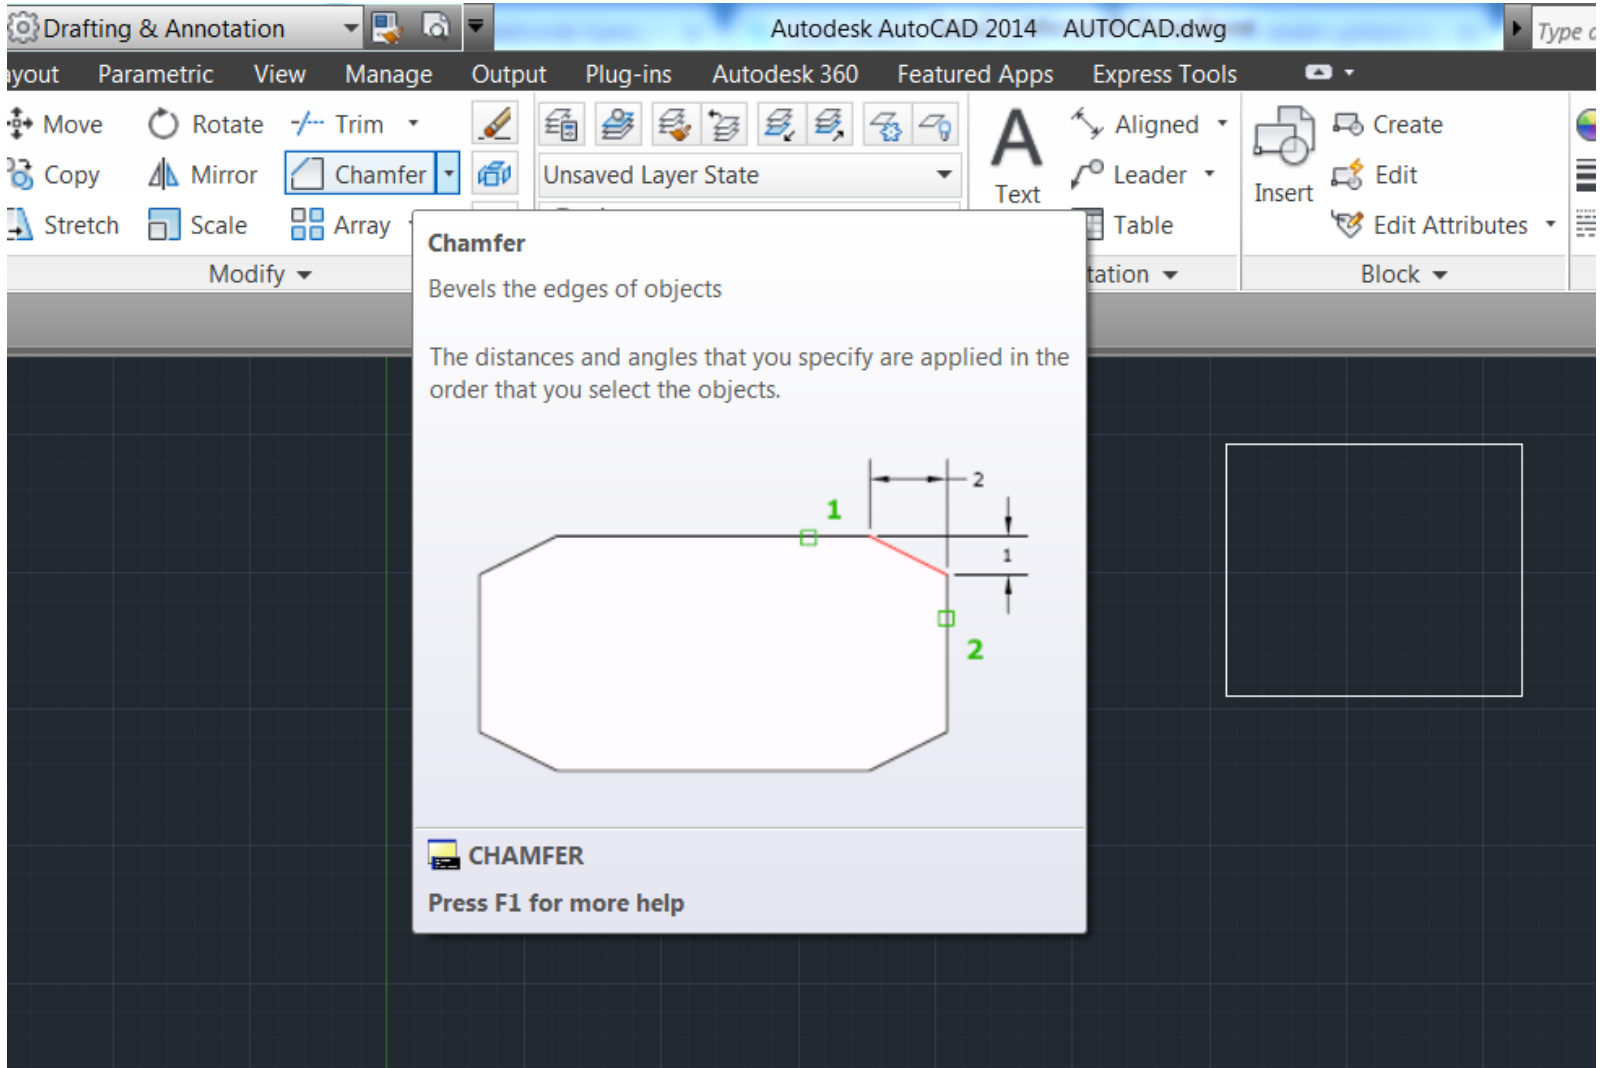 Drafting & Annotation
Autodesk AutoCAD 2014 AUTOCAD.dwg
Type
ayout Parametric View Manage Output Plug-ins Autodesk 360 Featured Apps Express Tools
Move Rotate Trim Aligned Create
Copy Mirror Chamfer Unsaved Layer State A Text Leader Insert Edit
Stretch Scale Array Table Edit Attributes
Modify tation Block
Chamfer
Bevels the edges of objects
The distances and angles that you specify are applied in the
order that you select the objects.
2
1
1
2
CHAMFER
Press F1 for more help